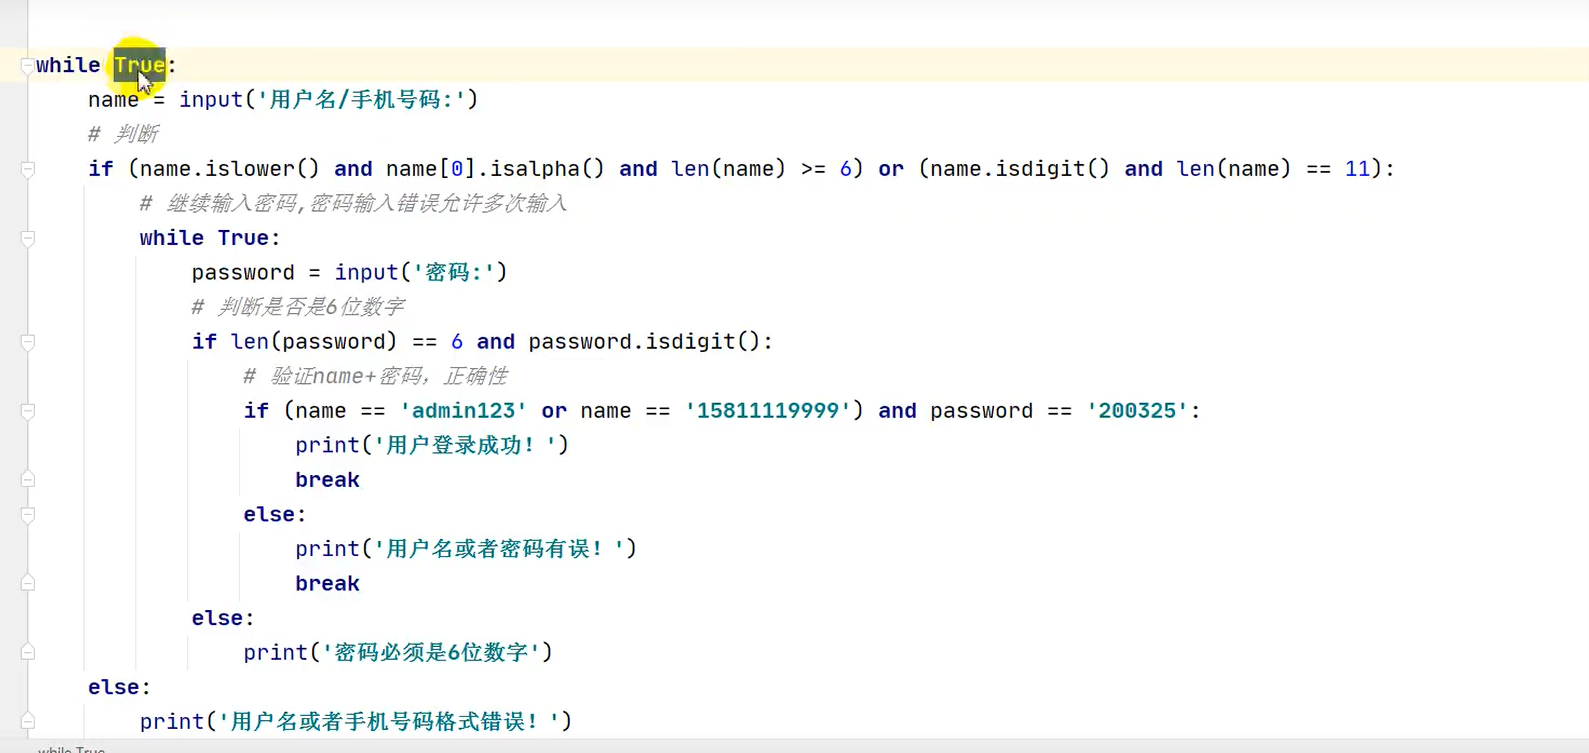 while True:
name = input('用户名/手机号码:')
# 判断
if (name.islower() and name[0].isalpha() and len(name) >= 6) or (name.isdigit() and len(name) == 11):
# 继续输入密码,密码输入错误允许多次输入
while True:
password = input('密码:')
# 判断是否是6位数字
if len(password) == 6 and password.isdigit():
# 验证name+密码，正确性
if (name == 'admin123' or name == '15811119999') and password == '200325':
print('用户登录成功！')
break
else:
print('用户名或者密码有误！')
break
else:
print('密码必须是6位数字')
else:
print('用户名或者手机号码格式错误！')
while True